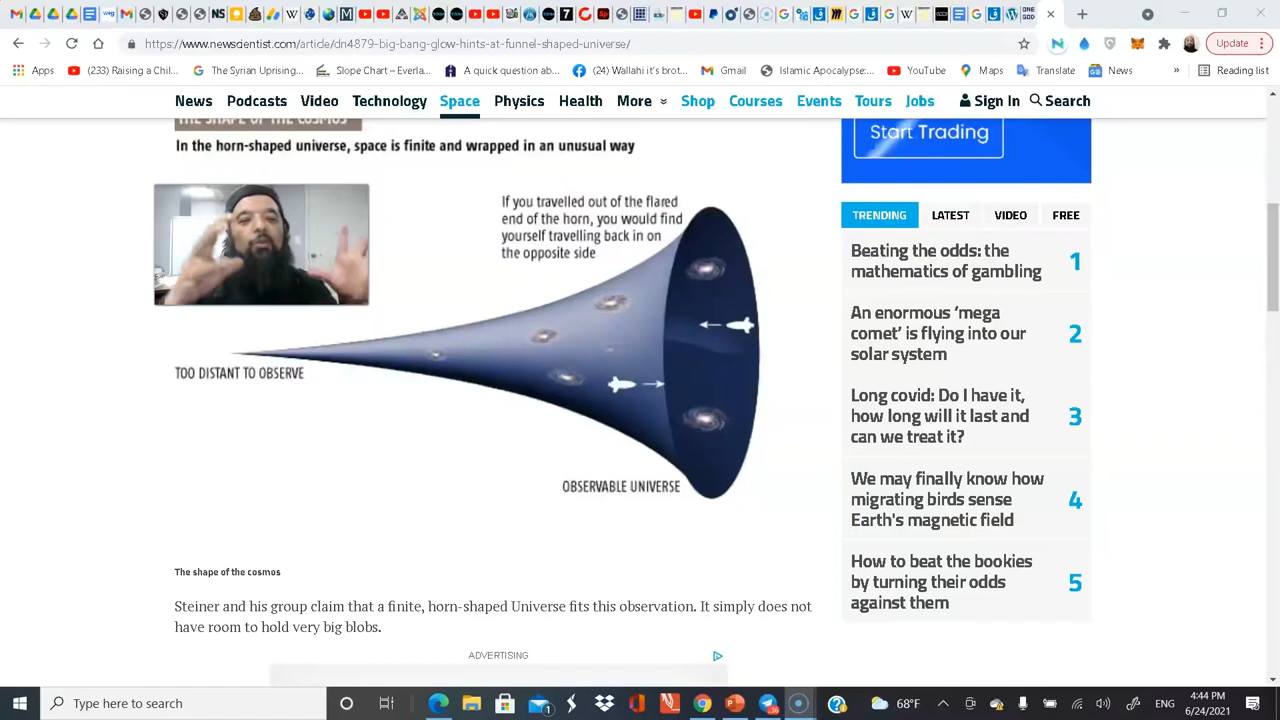 https://www.newscientist.com/article/dn4879-big-bang-glow-hints-at-funnel-shaped-universe/
Update
Apps
(233) Raising a Chil...
The Syrian Uprising...
Slope Chart – Everla...
A quick question ab...
(24) Wallahi it's brot...
Gmail
Islamic Apocalypse:...
YouTube
Maps
Translate
News
»
Reading list
News Podcasts Video Technology Space Physics Health More Shop Courses Events Tours Jobs Sign In Search
THE SHAPE OF THE COSMOS
In the horn-shaped universe, space is finite and wrapped in an unusual way
If you travelled out of the flared
end of the horn, you would find
yourself travelling back in on
the opposite side
TOO DISTANT TO OBSERVE
OBSERVABLE UNIVERSE
The shape of the cosmos
Steiner and his group claim that a finite, horn-shaped Universe fits this observation. It simply does not
have room to hold very big blobs.
ADVERTISING
Start Trading
TRENDING LATEST VIDEO FREE
Beating the odds: the
mathematics of gambling
1
An enormous ‘mega
comet’ is flying into our
solar system
2
Long covid: Do I have it,
how long will it last and
can we treat it?
3
We may finally know how
migrating birds sense
Earth's magnetic field
4
How to beat the bookies
by turning their odds
against them
5
Type here to search
68°F
ENG
4:44 PM
6/24/2021